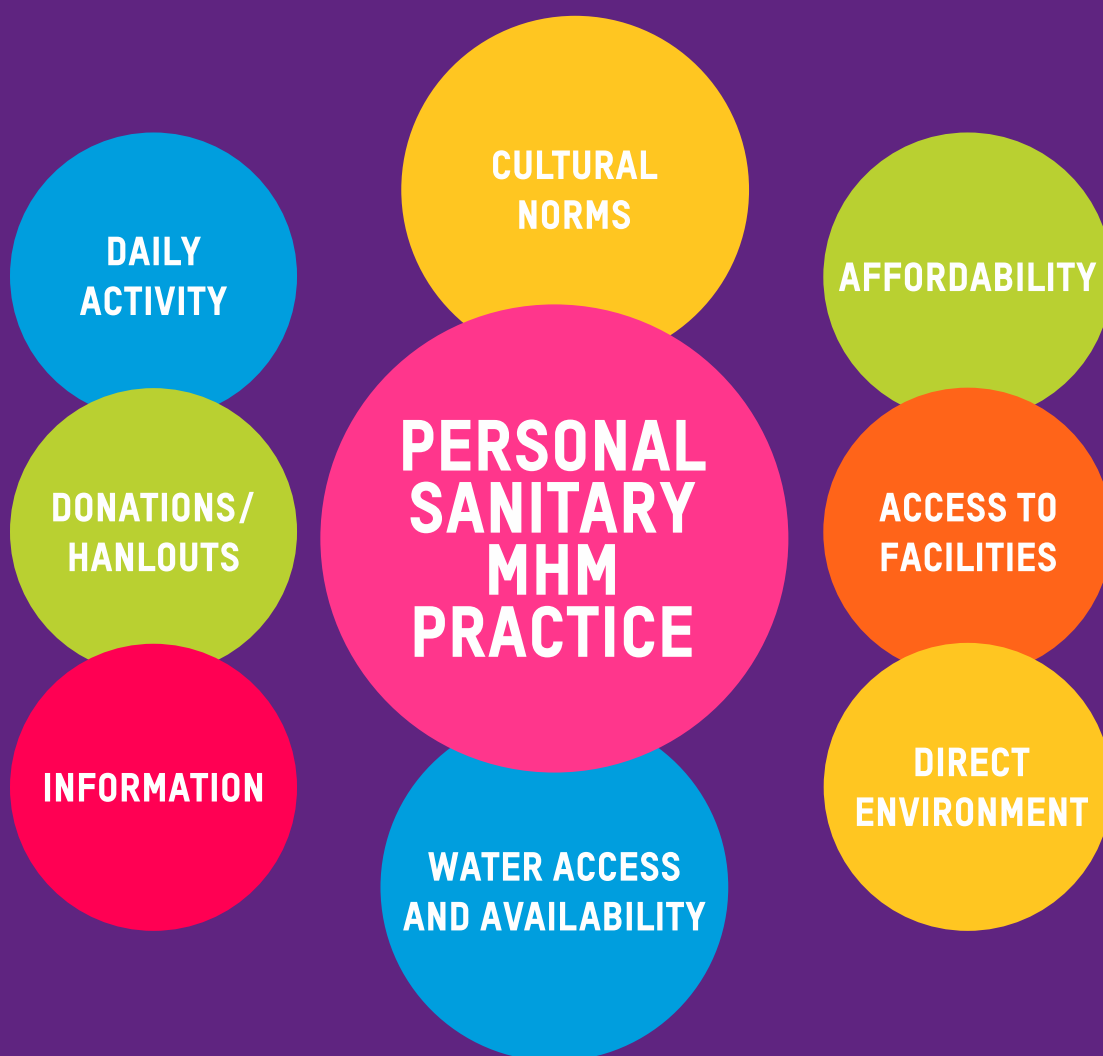 CULTURAL
NORMS
DAILY
ACTIVITY
AFFORDABILITY
PERSONAL
SANITARY
MHM
PRACTICE
DONATIONS/
HANLOUTS
ACCESS TO
FACILITIES
INFORMATION
DIRECT
ENVIRONMENT
WATER ACCESS
AND AVAILABILITY